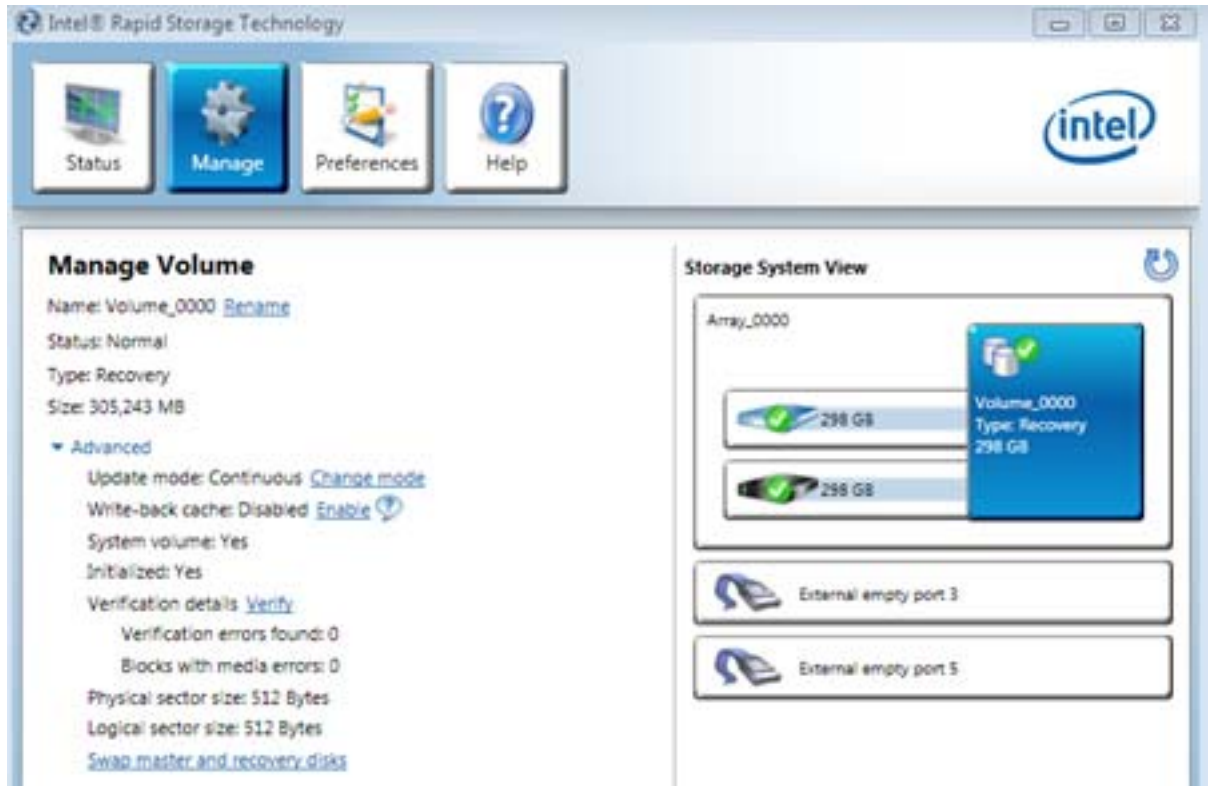 Intel® Rapid Storage Technology
Status
Manage
Preferences
Help
intel
Manage Volume
Name: Volume_0000 Rename
Status: Normal
Type: Recovery
Size: 305,243 MB
Advanced
Update mode: Continuous Change mode
Write-back cache: Disabled Enable
System volume: Yes
Initialized: Yes
Verification details Verify
Verification errors found: 0
Blocks with media errors: 0
Physical sector size: 512 Bytes
Logical sector size: 512 Bytes
Swap master and recovery disks
Storage System View
Array_0000
298 GB
298 GB
Volume_0000
Type: Recovery
298 GB
External empty port 3
External empty port 5